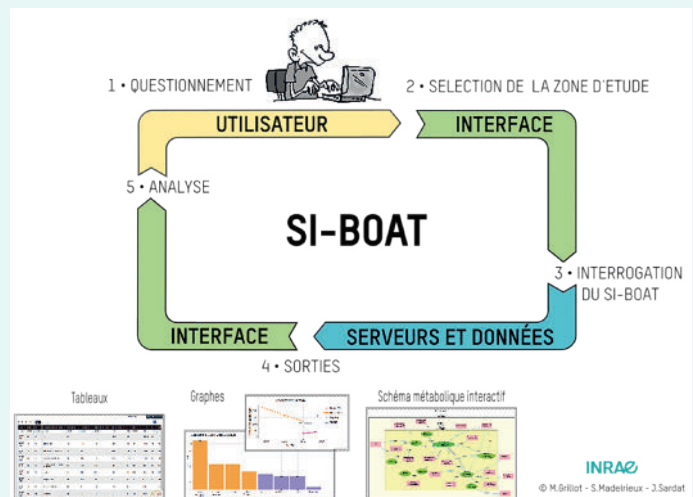 1 • QUESTIONNEMENT
2 • SELECTION DE LA ZONE D'ETUDE
UTILISATEUR
INTERFACE
5 • ANALYSE
SI-BOAT
3 • INTERROGATION
DU SI-BOAT
INTERFACE
SERVEURS ET DONNÉES
4 • SORTIES
Tableaux
Graphes
Schéma métabolique interactif
INRAE
© M.Grillot - S.Madelrieux - J.Sardat